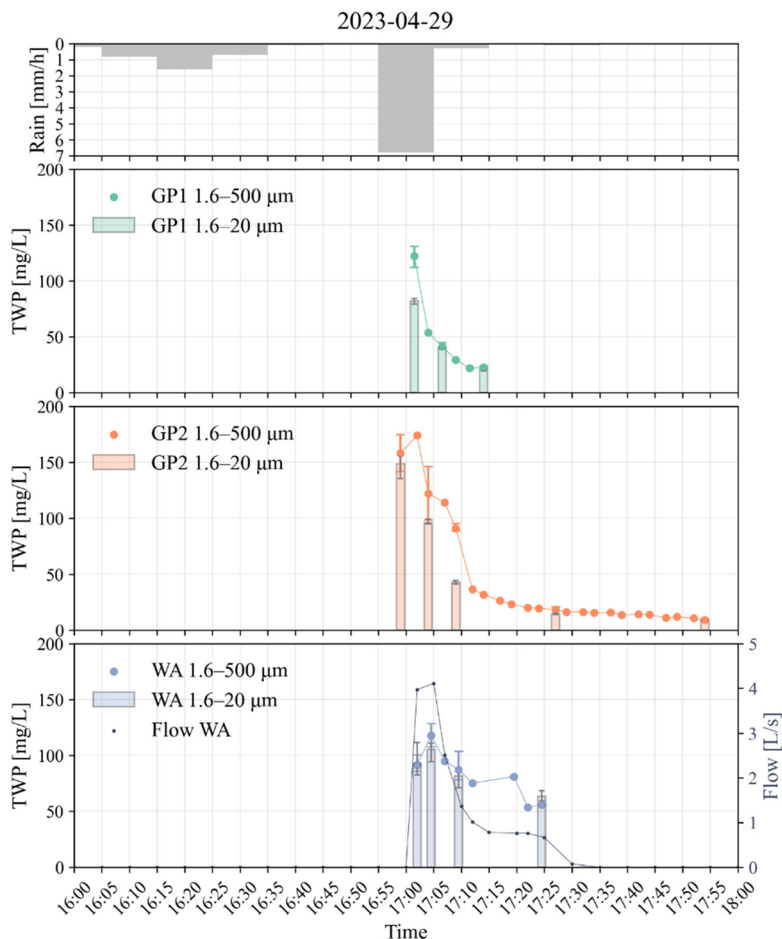 2023-04-29
Rain [mm/h]
0
1
2
3
4
5
6
7
TWP [mg/L]
200
150
100
50
0
GP1 1.6–500 μm
GP1 1.6–20 μm
TWP [mg/L]
200
150
100
50
0
GP2 1.6–500 μm
GP2 1.6–20 μm
TWP [mg/L]
200
150
100
50
0
WA 1.6–500 μm
WA 1.6–20 μm
Flow WA
5
4
3
2
1
0
Flow [L/s]
16:00 16:05 16:10 16:15 16:20 16:25 16:30 16:35 16:40 16:45 16:50 16:55 17:00 17:05 17:10 17:15 17:20 17:25 17:30 17:35 17:40 17:45 17:50 17:55 18:00
Time